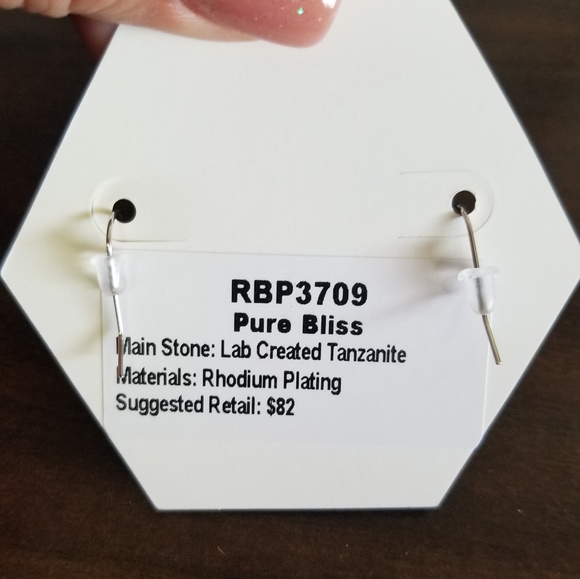 RBP3709
Pure Bliss
Main Stone: Lab Created Tanzanite
Materials: Rhodium Plating
Suggested Retail: $82